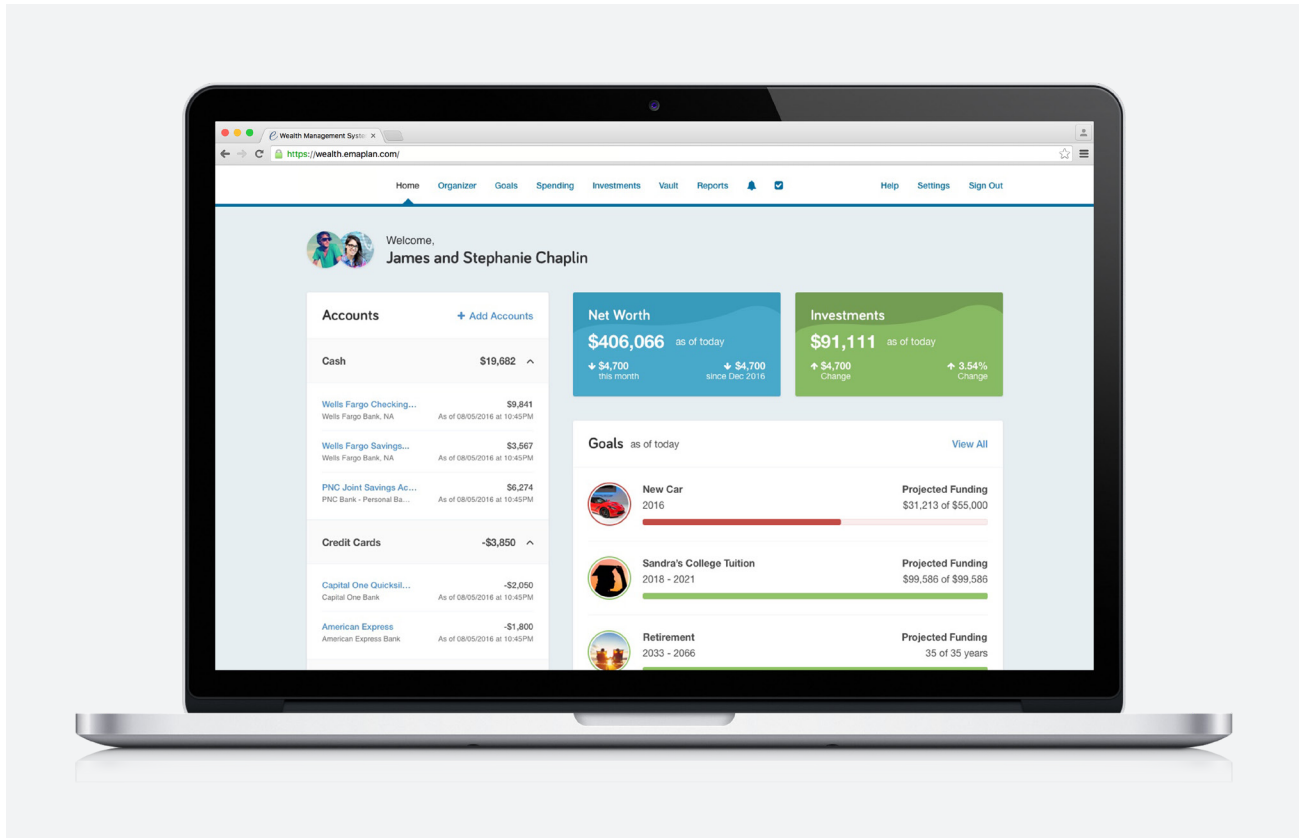 Wealth Management Syste
https://wealth.emaplan.com/
Home Organizer Goals Spending Investments Vault Reports Help Settings Sign Out
Welcome,
James and Stephanie Chaplin
Accounts + Add Accounts
Cash $19,682
Wells Fargo Checking... $9,841
Wells Fargo Bank, NA As of 08/05/2016 at 10:45PM
Wells Fargo Savings... $3,567
Wells Fargo Bank, NA As of 08/05/2016 at 10:45PM
PNC Joint Savings Ac... $6,274
PNC Bank - Personal Ba... As of 08/05/2016 at 10:45PM
Credit Cards -$3,850
Capital One Quicksil... -$2,050
Capital One Bank As of 08/05/2016 at 10:45PM
American Express -$1,800
American Express Bank As of 08/05/2016 at 10:45PM
Net Worth
$406,066 as of today
$4,700 $4,700
this month since Dec 2016
Investments
$91,111 as of today
$4,700 3.54%
Change Change
Goals as of today View All
New Car Projected Funding
2016 $31,213 of $55,000
Sandra's College Tuition Projected Funding
2018 - 2021 $99,586 of $99,586
Retirement Projected Funding
2033 - 2066 35 of 35 years